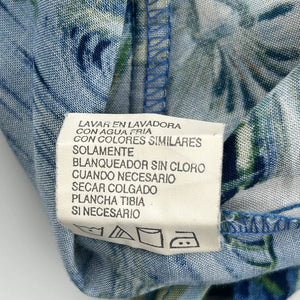 LAVAR EN LAVADORA
CON AGUA FRIA
CON COLORES SIMILARES
SOLAMENTE
BLANQUEADOR SIN CLORO
CUANDO NECESARIO
SECAR COLGADO
PLANCHA TIBIA
SI NECESARIO